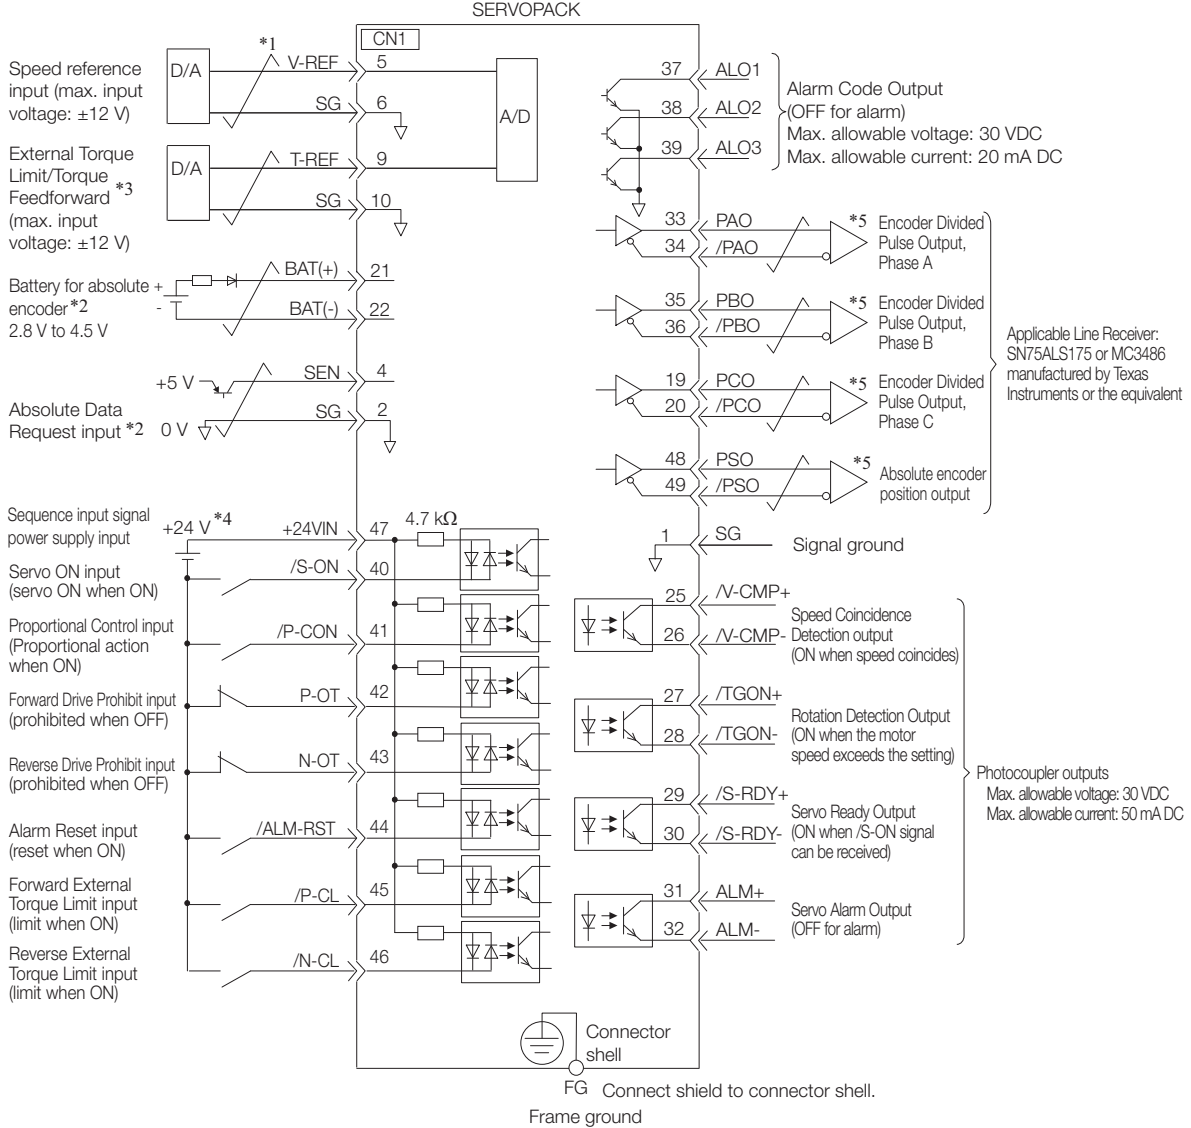 SERVOPACK
CN1
Speed reference
input (max. input
voltage: ±12 V)
D/A
*1
V-REF
5
SG
6
A/D
External Torque
Limit/Torque
Feedforward *3
(max. input
voltage: ±12 V)
D/A
T-REF
9
SG
10
Battery for absolute
encoder*2
2.8 V to 4.5 V
+
-
BAT(+)
21
BAT(-)
22
+5 V
SEN
4
Absolute Data
Request input *2
0 V
SG
2
Sequence input signal
power supply input
+24 V *4
+24VIN
47
4.7 kΩ
Servo ON input
(servo ON when ON)
/S-ON
40
Proportional Control input
(Proportional action
when ON)
/P-CON
41
Forward Drive Prohibit input
(prohibited when OFF)
P-OT
42
Reverse Drive Prohibit input
(prohibited when OFF)
N-OT
43
Alarm Reset input
(reset when ON)
/ALM-RST
44
Forward External
Torque Limit input
(limit when ON)
/P-CL
45
Reverse External
Torque Limit input
(limit when ON)
/N-CL
46
37
ALO1
38
ALO2
39
ALO3
Alarm Code Output
(OFF for alarm)
Max. allowable voltage: 30 VDC
Max. allowable current: 20 mA DC
33
PAO
34
/PAO
*5
Encoder Divided
Pulse Output,
Phase A
35
PBO
36
/PBO
*5
Encoder Divided
Pulse Output,
Phase B
19
PCO
20
/PCO
*5
Encoder Divided
Pulse Output,
Phase C
48
PSO
49
/PSO
*5
Absolute encoder
position output
Applicable Line Receiver:
SN75ALS175 or MC3486
manufactured by Texas
Instruments or the equivalent
1
SG
Signal ground
25
/V-CMP+
26
/V-CMP-
Speed Coincidence
Detection output
(ON when speed coincides)
27
/TGON+
28
/TGON-
Rotation Detection Output
(ON when the motor
speed exceeds the setting)
29
/S-RDY+
30
/S-RDY-
Servo Ready Output
(ON when /S-ON signal
can be received)
31
ALM+
32
ALM-
Servo Alarm Output
(OFF for alarm)
Photocoupler outputs
Max. allowable voltage: 30 VDC
Max. allowable current: 50 mA DC
Connector
shell
FG
Connect shield to connector shell.
Frame ground